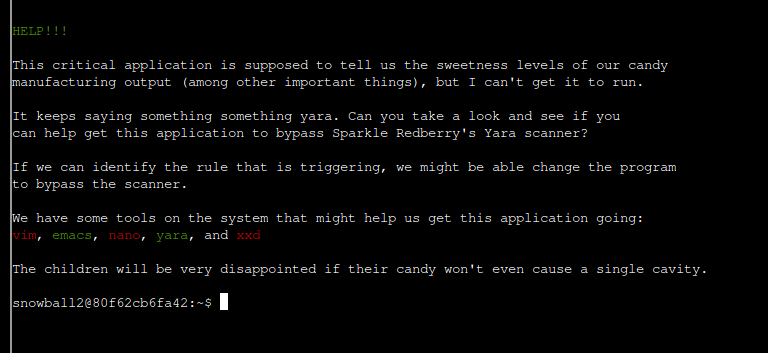 HELP!!!
This critical application is supposed to tell us the sweetness levels of our candy
manufacturing output (among other important things), but I can't get it to run.
It keeps saying something something yara. Can you take a look and see if you
can help get this application to bypass Sparkle Redberry's Yara scanner?
If we can identify the rule that is triggering, we might be able change the program
to bypass the scanner.
We have some tools on the system that might help us get this application going:
vim, emacs, nano, yara, and xxd
The children will be very disappointed if their candy won't even cause a single cavity.
snowball2@80f62cb6fa42:~$